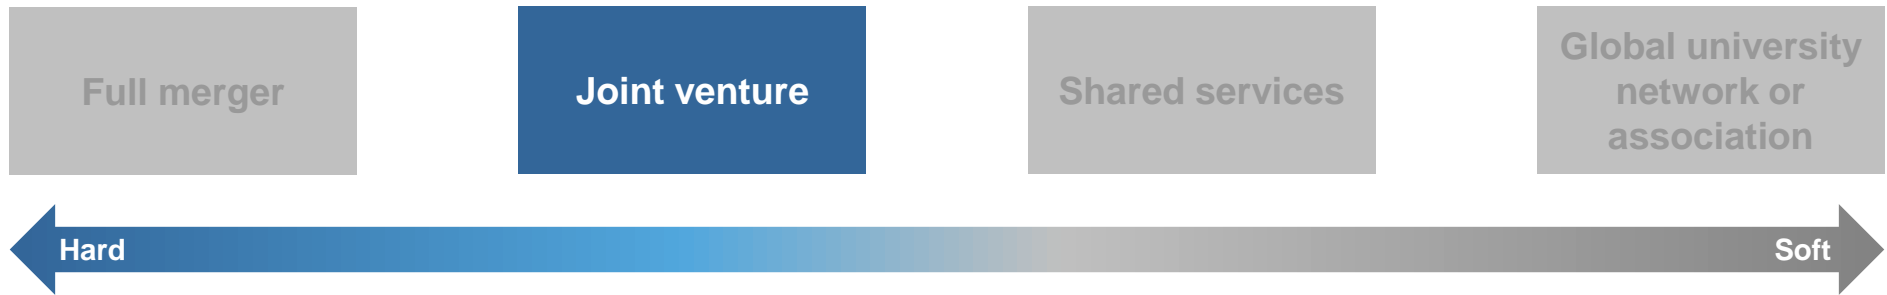 Full merger
Joint venture
Shared services
Global university
network or
association
Hard
Soft